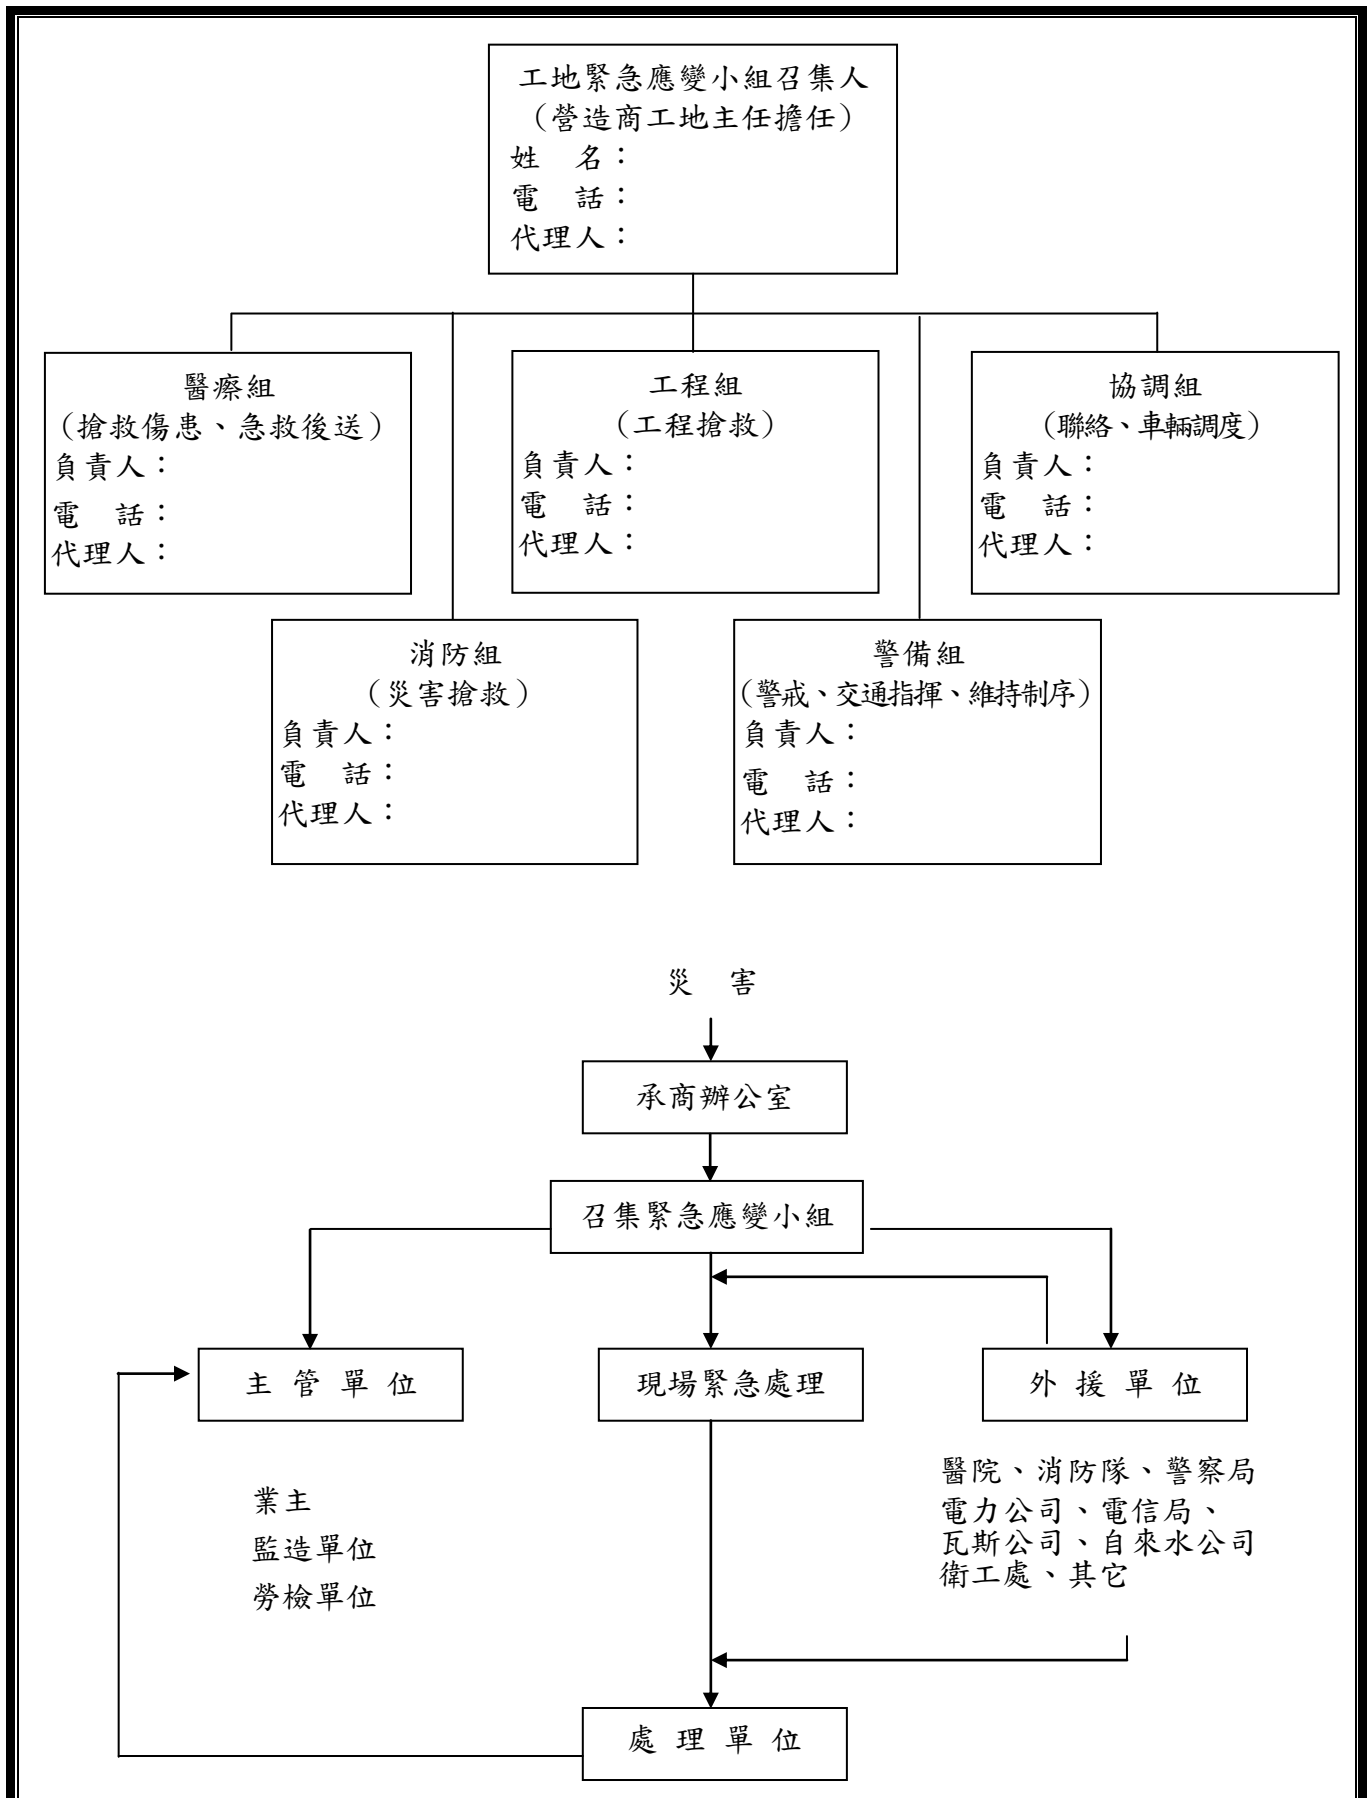 工地緊急應變小組召集人
（營造商工地主任擔任）
姓　名：
電　話：
代理人：
醫療組
（搶救傷患、急救後送）
負責人：
電　話：
代理人：
工程組
（工程搶救）
負責人：
電　話：
代理人：
協調組
（聯絡、車輛調度）
負責人：
電　話：
代理人：
消防組
（災害搶救）
負責人：
電　話：
代理人：
警備組
（警戒、交通指揮、維持制序）
負責人：
電　話：
代理人：
災　害
承商辦公室
召集緊急應變小組
主 管 單 位
現場緊急處理
外 援 單 位
業主
監造單位
勞檢單位
醫院、消防隊、警察局
電力公司、電信局、
瓦斯公司、自來水公司
衛工處、其它
處 理 單 位